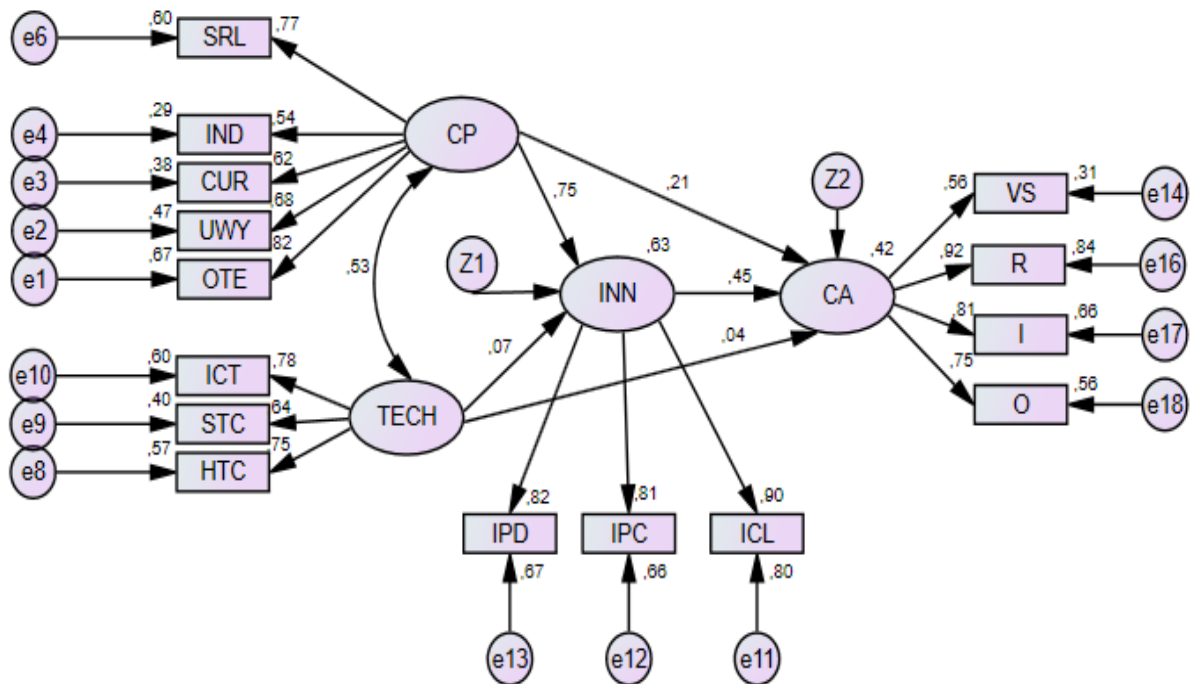 ,60
,77
e6
SRL
,29
,54
e4
IND
CP
,38
,62
e3
CUR
,47
,68
e2
UWY
,67
,82
e1
OTE
,53
,75
,21
Z1
,63
INN
,45
Z2
,42
CA
,07
,04
,56
,31
VS
e14
,92
,84
R
e16
,81
,66
I
e17
,75
,56
O
e18
,60
,78
e10
ICT
,40
,64
e9
STC
TECH
,57
,75
e8
HTC
,82
,81
,90
IPD
IPC
ICL
,67
,66
,80
e13
e12
e11